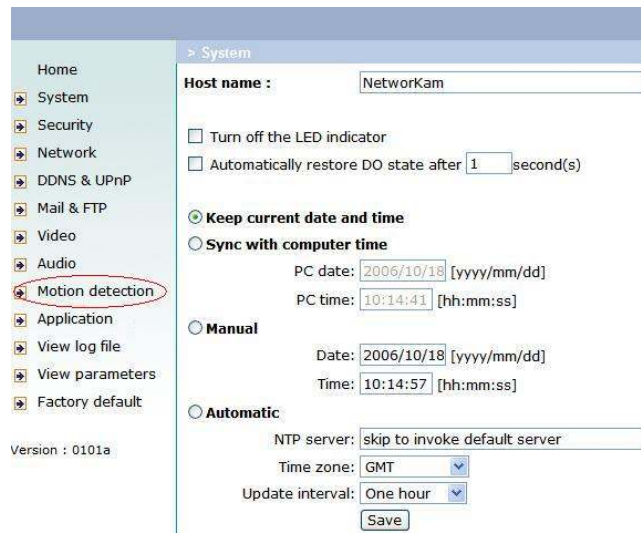 > System
Home
System
Security
Network
DDNS & UPnP
Mail & FTP
Video
Audio
Motion detection
Application
View log file
View parameters
Factory default
Version : 0101a
Host name : NetworKam
Turn off the LED indicator
Automatically restore DO state after 1 second(s)
Keep current date and time
Sync with computer time
PC date: 2006/10/18 [yyyy/mm/dd]
PC time: 10:14:41 [hh:mm:ss]
Manual
Date: 2006/10/18 [yyyy/mm/dd]
Time: 10:14:57 [hh:mm:ss]
Automatic
NTP server: skip to invoke default server
Time zone: GMT
Update interval: One hour
Save